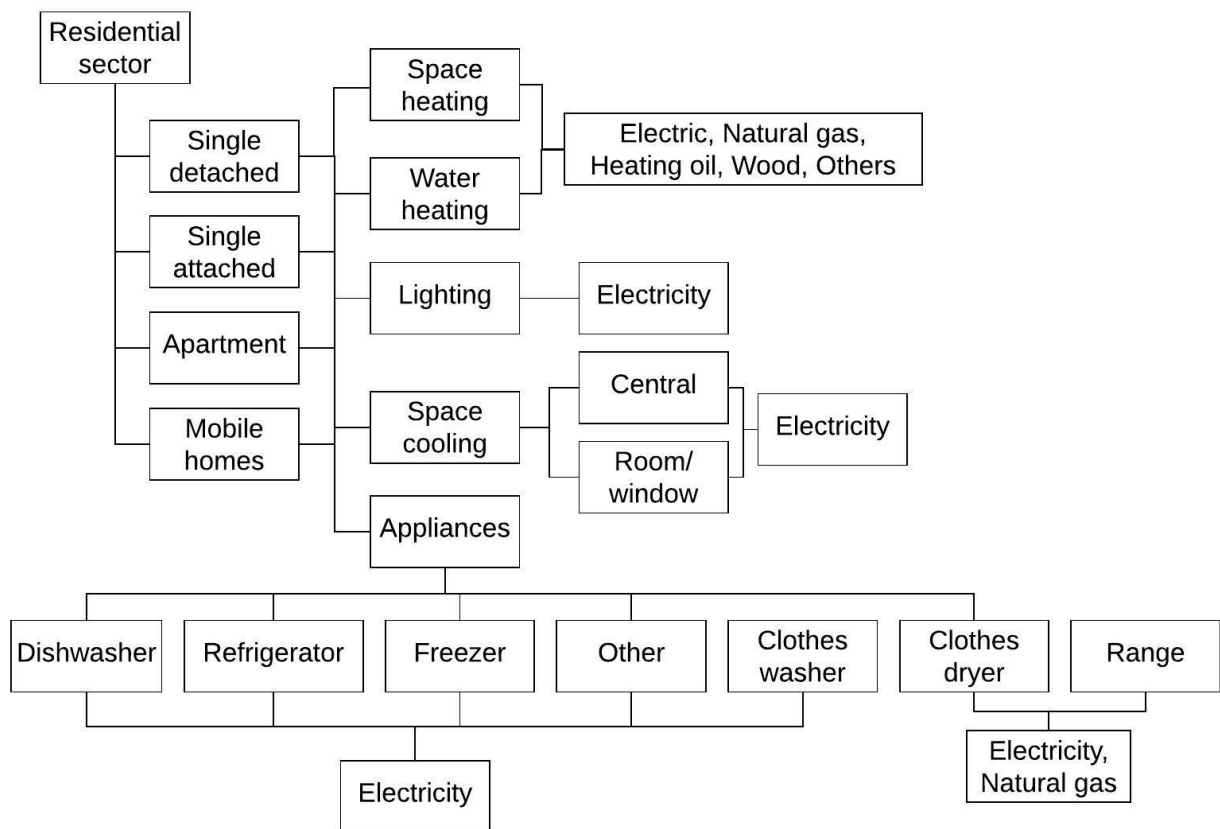 Residential
sector
Single
detached
Single
attached
Apartment
Mobile
homes
Space
heating
Water
heating
Electric, Natural gas,
Heating oil, Wood, Others
Lighting
Electricity
Space
cooling
Central
Room/
window
Electricity
Appliances
Dishwasher
Refrigerator
Freezer
Other
Clothes
washer
Clothes
dryer
Range
Electricity
Electricity,
Natural gas